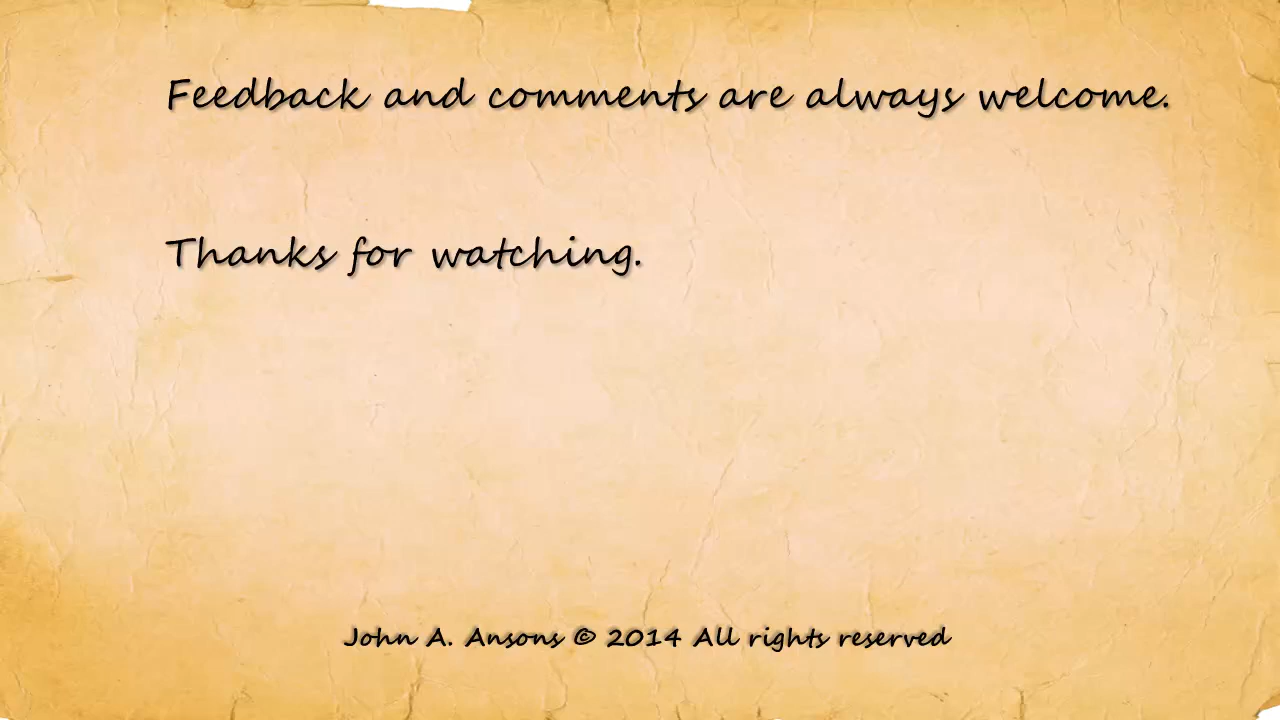 Feedback and comments are always welcome.
Thanks for watching.
John A. Ansons © 2014 All rights reserved